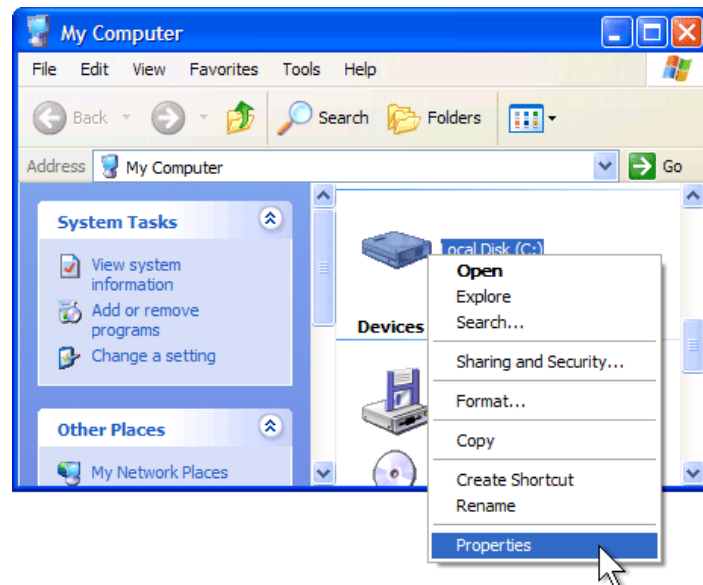 My Computer
File Edit View Favorites Tools Help
Back Search Folders
Address My Computer Go
System Tasks
View system
information
Add or remove
programs
Change a setting
Other Places
My Network Places
Local Disk (C:)
Devices
Open
Explore
Search...
Sharing and Security...
Format...
Copy
Create Shortcut
Rename
Properties